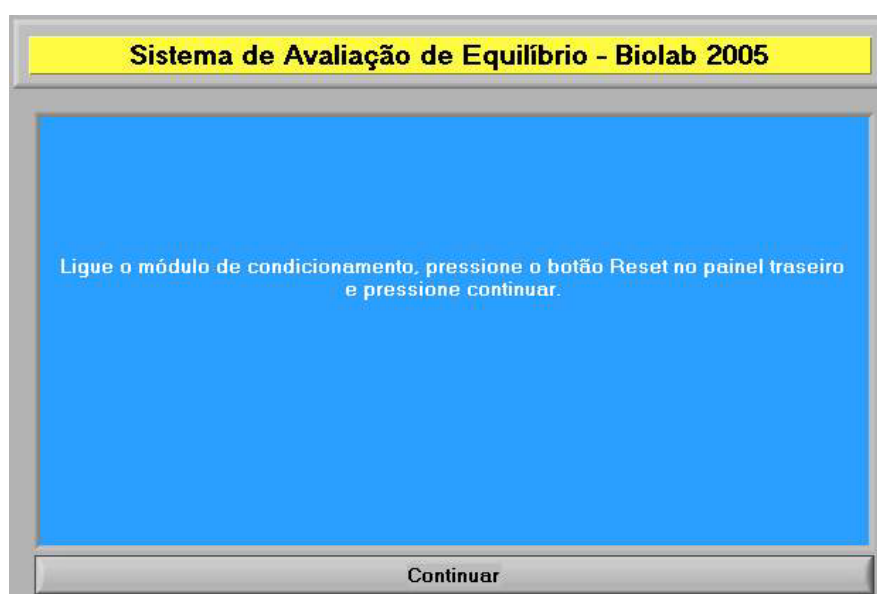 Sistema de Avaliação de Equilíbrio - Biolab 2005
Ligue o módulo de condicionamento, pressione o botão Reset no painel traseiro
e pressione continuar.
Continuar